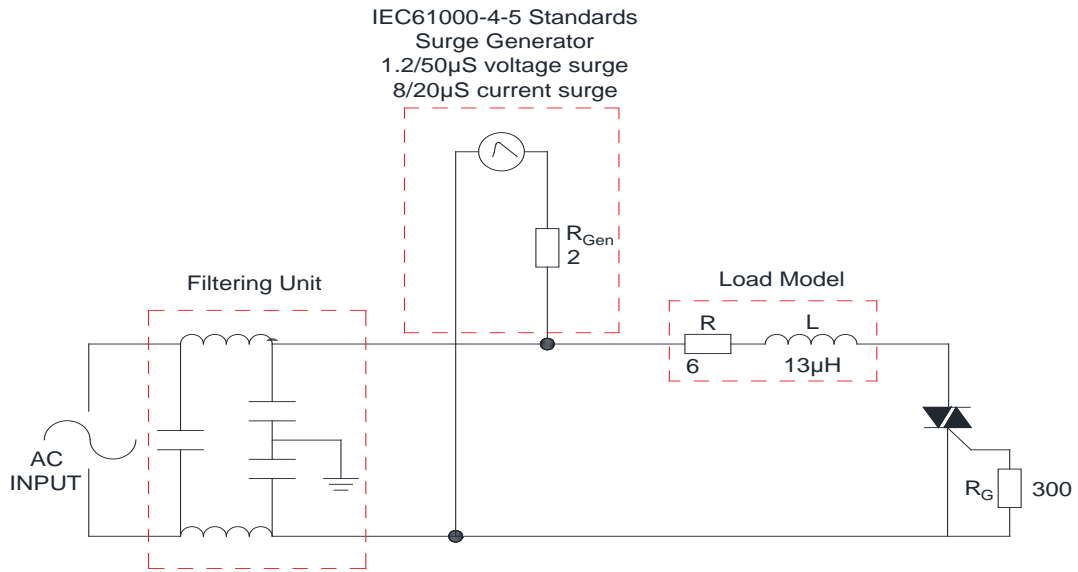 IEC61000-4-5 Standards
Surge Generator
1.2/50µS voltage surge
8/20µS current surge
RGen
2
Filtering Unit
Load Model
R
L
6
13µH
AC
INPUT
RG
300